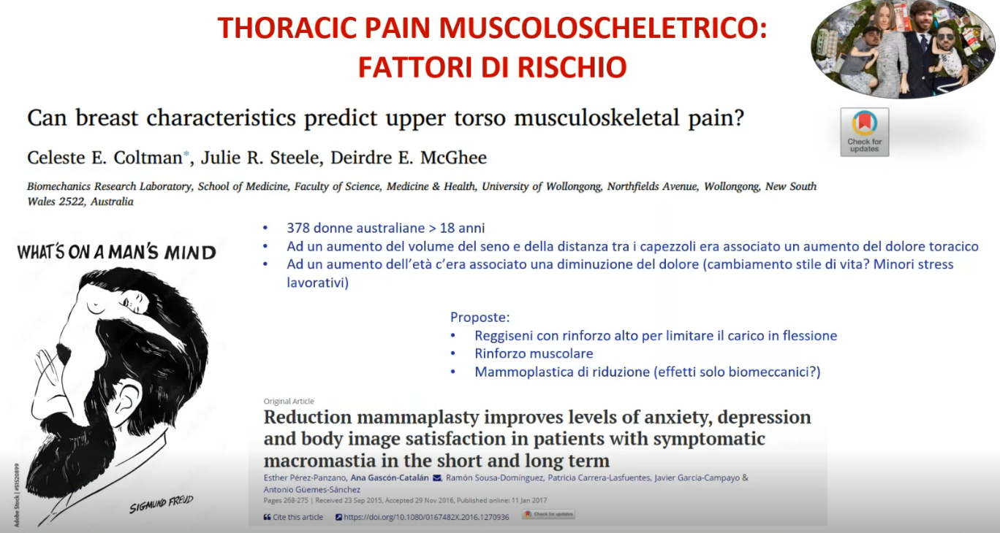 THORACIC PAIN MUSCOLOSCHELETRICO:
FATTORI DI RISCHIO
Can breast characteristics predict upper torso musculoskeletal pain?
Check for
updates
Celeste E. Coltman*, Julie R. Steele, Deirdre E. McGhee
Biomechanics Research Laboratory, School of Medicine, Faculty of Science, Medicine & Health, University of Wollongong, Northfields Avenue, Wollongong, New South
Wales 2522, Australia
• 378 donne australiane > 18 anni
• Ad un aumento del volume del seno e della distanza tra i capezzoli era associato un aumento del dolore toracico
• Ad un aumento dell'età c'era associato una diminuzione del dolore (cambiamento stile di vita? Minori stress
lavorativi)
WHAT'S ON A MAN'S MIND
SIGMUND FREUD
Adobe Stock | #51520899
Proposte:
• Reggiseni con rinforzo alto per limitare il carico in flessione
• Rinforzo muscolare
• Mammoplastica di riduzione (effetti solo biomeccanici?)
Original Article
Reduction mammaplasty improves levels of anxiety, depression
and body image satisfaction in patients with symptomatic
macromastia in the short and long term
Esther Pérez-Panzano, Ana Gascón-Catalán, Ramón Sousa-Domínguez, Patricia Carrera-Lasfuentes, Javier García-Campayo &
Antonio Güemes-Sánchez
Pages 268-275 | Received 23 Sep 2015, Accepted 29 Nov 2016, Published online: 11 Jan 2017
Cite this article https://doi.org/10.1080/0167482X.2016.1270936 Check for updates